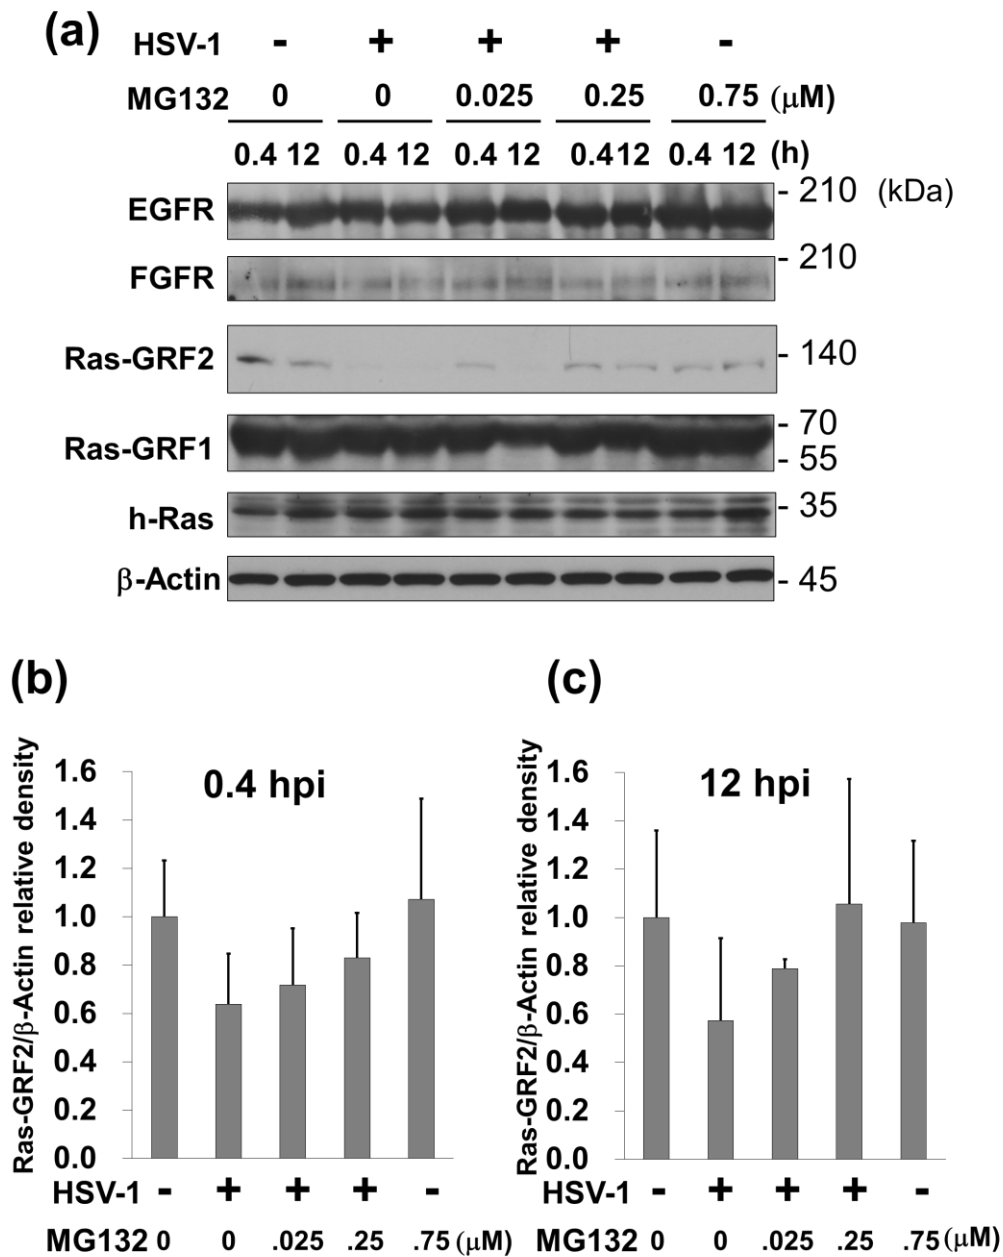 (a)
HSV-1 - + + + -
MG132 0 0 0.025 0.25 0.75 (μM)
0.4 12 0.4 12 0.4 12 0.4 12 0.4 12 (h)
EGFR - 210 (kDa)
FGFR - 210
Ras-GRF2 - 140
Ras-GRF1 - 70
- 55
h-Ras - 35
β-Actin - 45
(b)
Ras-GRF2/β-Actin relative density
0.4 hpi
1.6
1.4
1.2
1.0
0.8
0.6
0.4
0.2
0.0
HSV-1 - + + + -
MG132 0 0 .025 .25 .75 (μM)
(c)
Ras-GRF2/β-Actin relative density
12 hpi
1.6
1.4
1.2
1.0
0.8
0.6
0.4
0.2
0.0
HSV-1 - + + + -
MG132 0 0 .025 .25 .75 (μM)